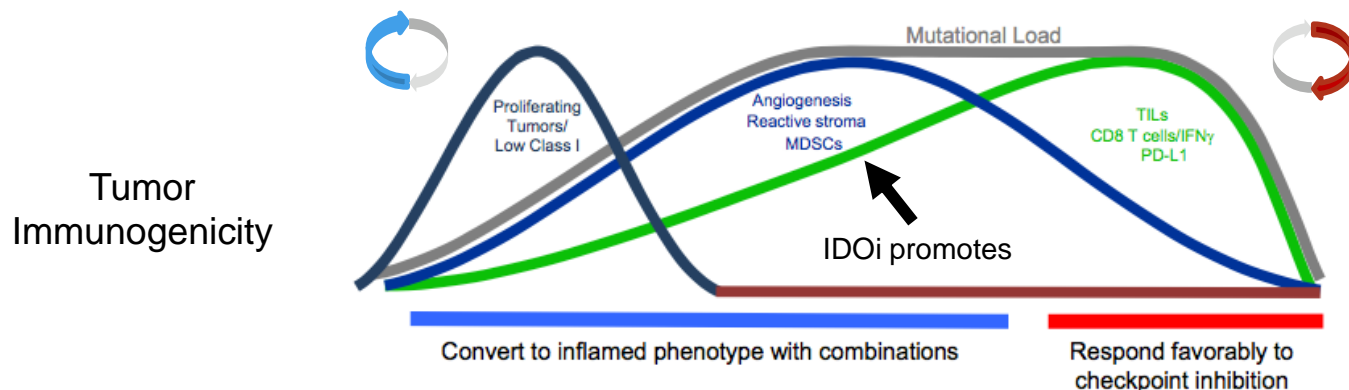 Mutational Load
Proliferating
Tumors/
Low Class I
Angiogenesis
Reactive stroma
MDSCs
TILs
CD8 T cells/IFNγ
PD-L1
Tumor
Immunogenicity
IDOi promotes
Convert to inflamed phenotype with combinations
Respond favorably to
checkpoint inhibition